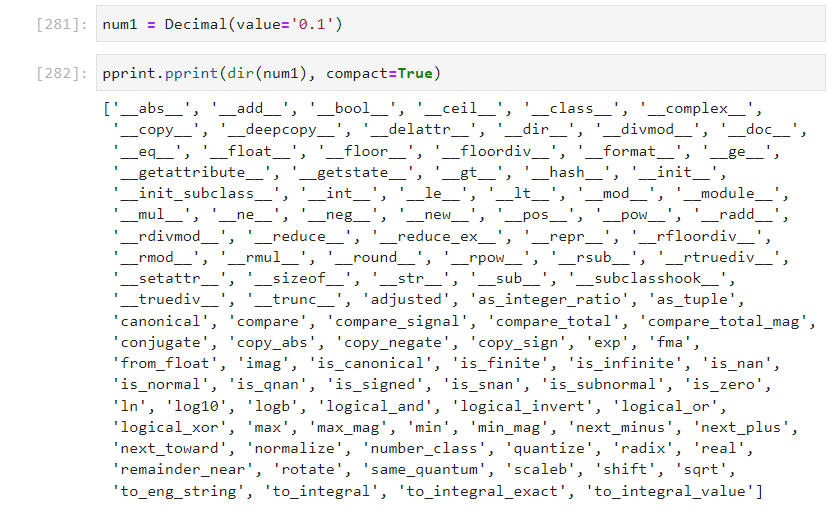 [281]: num1 = Decimal(value='0.1')
[282]: pprint.pprint(dir(num1), compact=True)
['__abs__', '__add__', '__bool__', '__ceil__', '__class__', '__complex__',
'__copy__', '__deepcopy__', '__delattr__', '__dir__', '__divmod__', '__doc__',
'__eq__', '__float__', '__floor__', '__floordiv__', '__format__', '__ge__',
'__getattribute__', '__getstate__', '__gt__', '__hash__', '__init__',
'__init_subclass__', '__int__', '__le__', '__lt__', '__mod__', '__module__',
'__mul__', '__ne__', '__neg__', '__new__', '__pos__', '__pow__', '__radd__',
'__rdivmod__', '__reduce__', '__reduce_ex__', '__repr__', '__rfloordiv__',
'__rmod__', '__rmul__', '__round__', '__rpow__', '__rsub__', '__rtruediv__',
'__setattr__', '__sizeof__', '__str__', '__sub__', '__subclasshook__',
'__truediv__', '__trunc__', 'adjusted', 'as_integer_ratio', 'as_tuple',
'canonical', 'compare', 'compare_signal', 'compare_total', 'compare_total_mag',
'conjugate', 'copy_abs', 'copy_negate', 'copy_sign', 'exp', 'fma',
'from_float', 'imag', 'is_canonical', 'is_finite', 'is_infinite', 'is_nan',
'is_normal', 'is_qnan', 'is_signed', 'is_snan', 'is_subnormal', 'is_zero',
'ln', 'log10', 'logb', 'logical_and', 'logical_invert', 'logical_or',
'logical_xor', 'max', 'max_mag', 'min', 'min_mag', 'next_minus', 'next_plus',
'next_toward', 'normalize', 'number_class', 'quantize', 'radix', 'real',
'remainder_near', 'rotate', 'same_quantum', 'scaleb', 'shift', 'sqrt',
'to_eng_string', 'to_integral', 'to_integral_exact', 'to_integral_value']